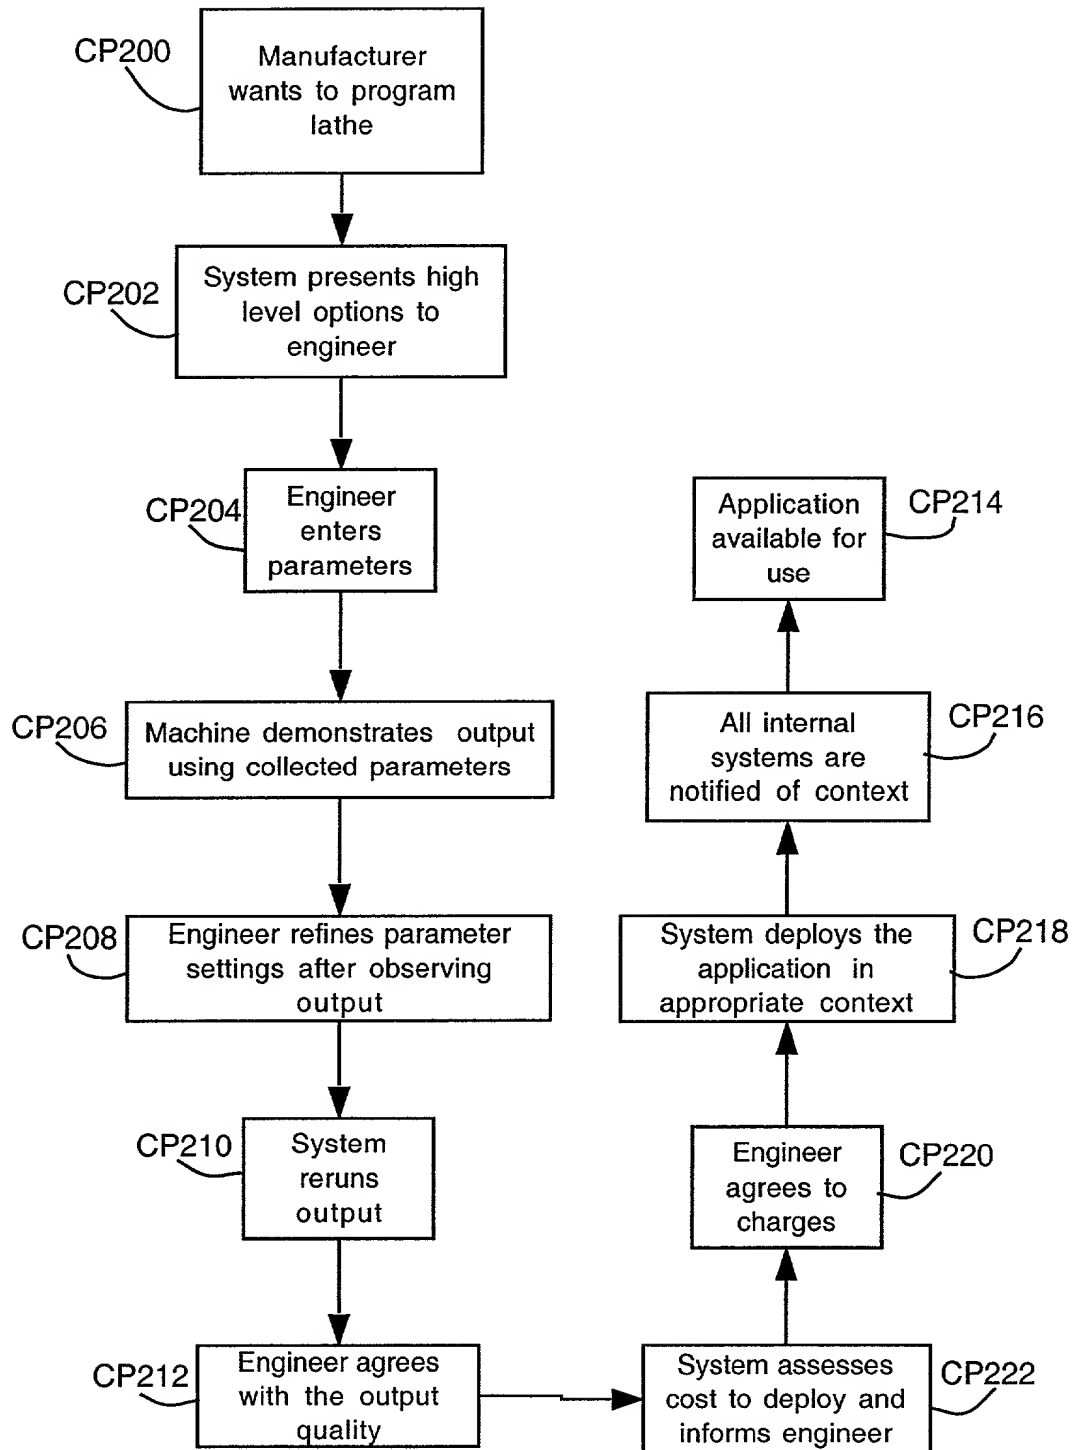 CP200
Manufacturer
wants to program
lathe
CP202
System presents high
level options to
engineer
CP204
Engineer
enters
parameters
CP206
Machine demonstrates output
using collected parameters
CP208
Engineer refines parameter
settings after observing
output
CP210
System
reruns
output
CP212
Engineer agrees
with the output
quality
Application
available for
use
CP214
All internal
systems are
notified of context
CP216
System deploys the
application in
appropriate context
CP218
Engineer
agrees to
charges
CP220
System assesses
cost to deploy and
informs engineer
CP222